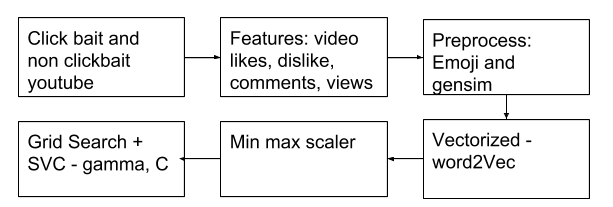 Click bait and
non clickbait
youtube
Features: video
likes, dislike,
comments, views
Preprocess:
Emoji and
gensim
Vectorized -
word2Vec
Min max scaler
Grid Search +
SVC - gamma, C